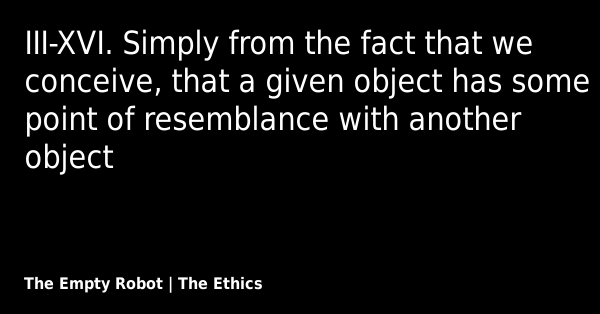 III-XVI. Simply from the fact that we
conceive, that a given object has some
point of resemblance with another
object
The Empty Robot | The Ethics